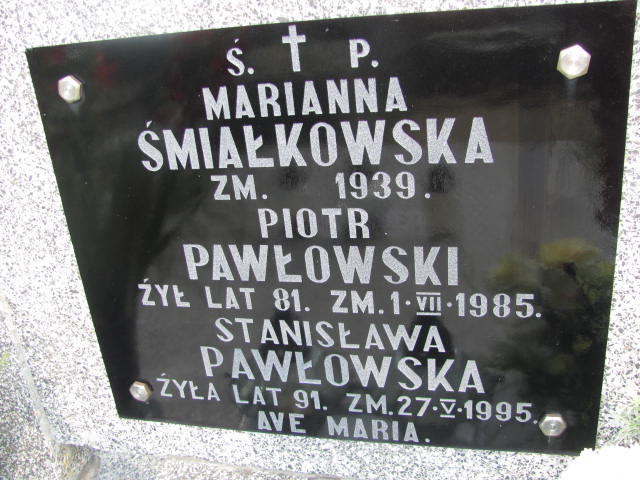 Ś. P.
MARIANNA
ŚMIAŁKOWSKA
ZM. 1939.
PIOTR
PAWŁOWSKI
ŻYŁ LAT 81. ZM. 1·VII·1985.
STANISŁAWA
PAWŁOWSKA
ŻYŁA LAT 91. ZM. 27·V·1995.
AVE MARIA.